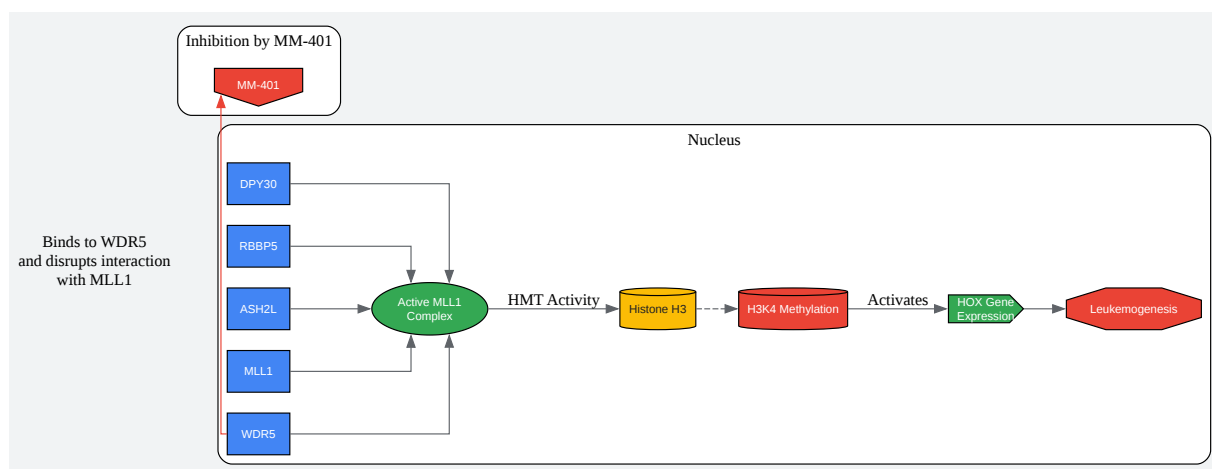 Inhibition by MM-401
MM-401
Nucleus
DPY30
RBBP5
Binds to WDR5
and disrupts interaction
with MLL1
ASH2L
Active MLL1
Complex
HMT Activity
Histone H3
H3K4 Methylation
Activates
HOX Gene
Expression
Leukemogenesis
MLL1
WDR5